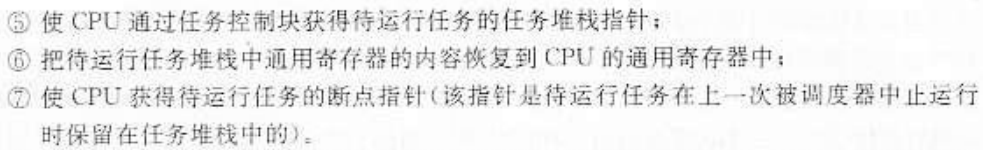 ⑤ 使 CPU 通过任务控制块获得待运行任务的任务堆栈指针；
⑥ 把待运行任务堆栈中通用寄存器的内容恢复到 CPU 的通用寄存器中；
⑦ 使 CPU 获得待运行任务的断点指针(该指针是待运行任务在上一次被调度器中止运行
时保留在任务堆栈中的)。